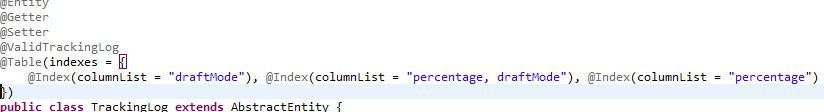 @Entity
@Getter
@Setter
@ValidTrackingLog
@Table(indexes = {
@Index(columnList = "draftMode"), @Index(columnList = "percentage, draftMode"), @Index(columnList = "percentage")
})
public class TrackingLog extends AbstractEntity {